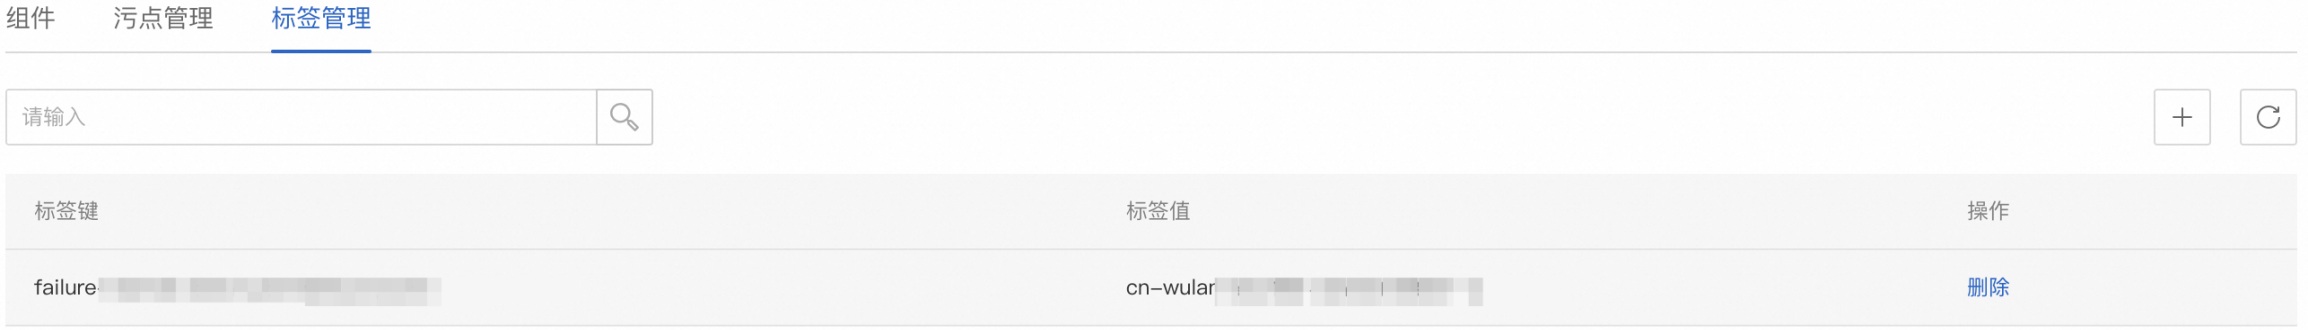 组件 污点管理 标签管理
请输入
标签键 标签值 操作
failure- cn-wular 删除